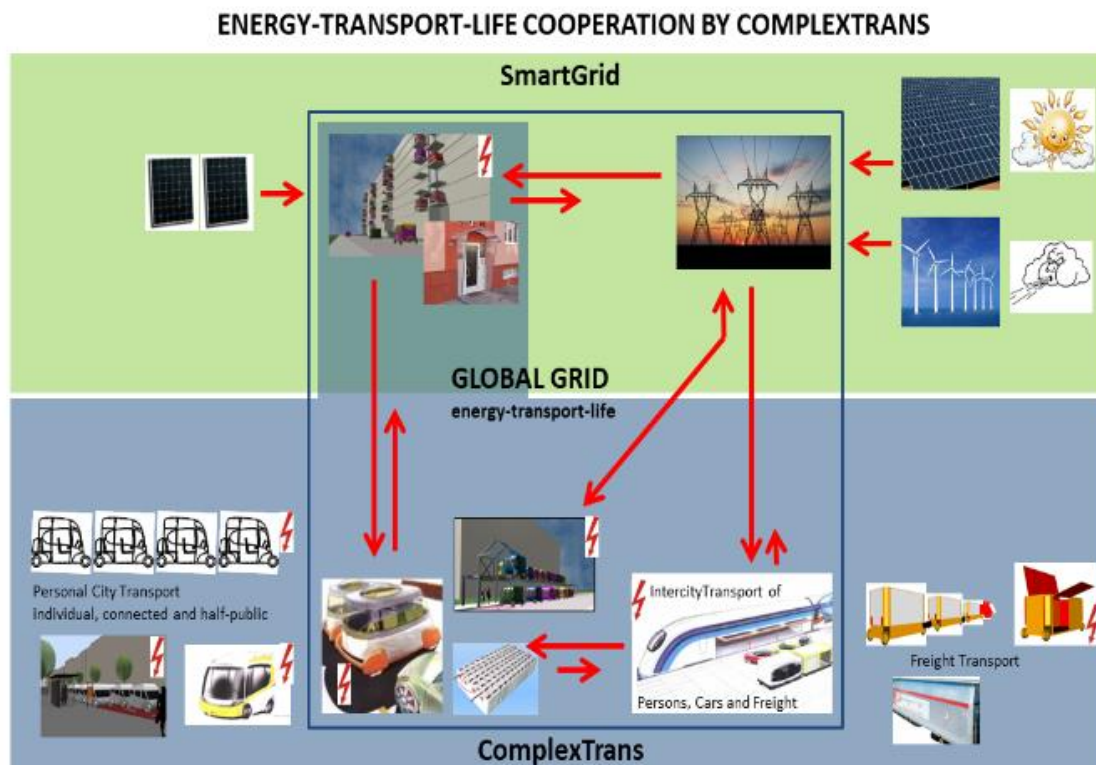 ENERGY-TRANSPORT-LIFE COOPERATION BY COMPLEXTRANS
SmartGrid
GLOBAL GRID
energy-transport-life
Personal City Transport
Individual, connected and half-public
IntercityTransport of
Persons, Cars and Freight
Freight Transport
ComplexTrans